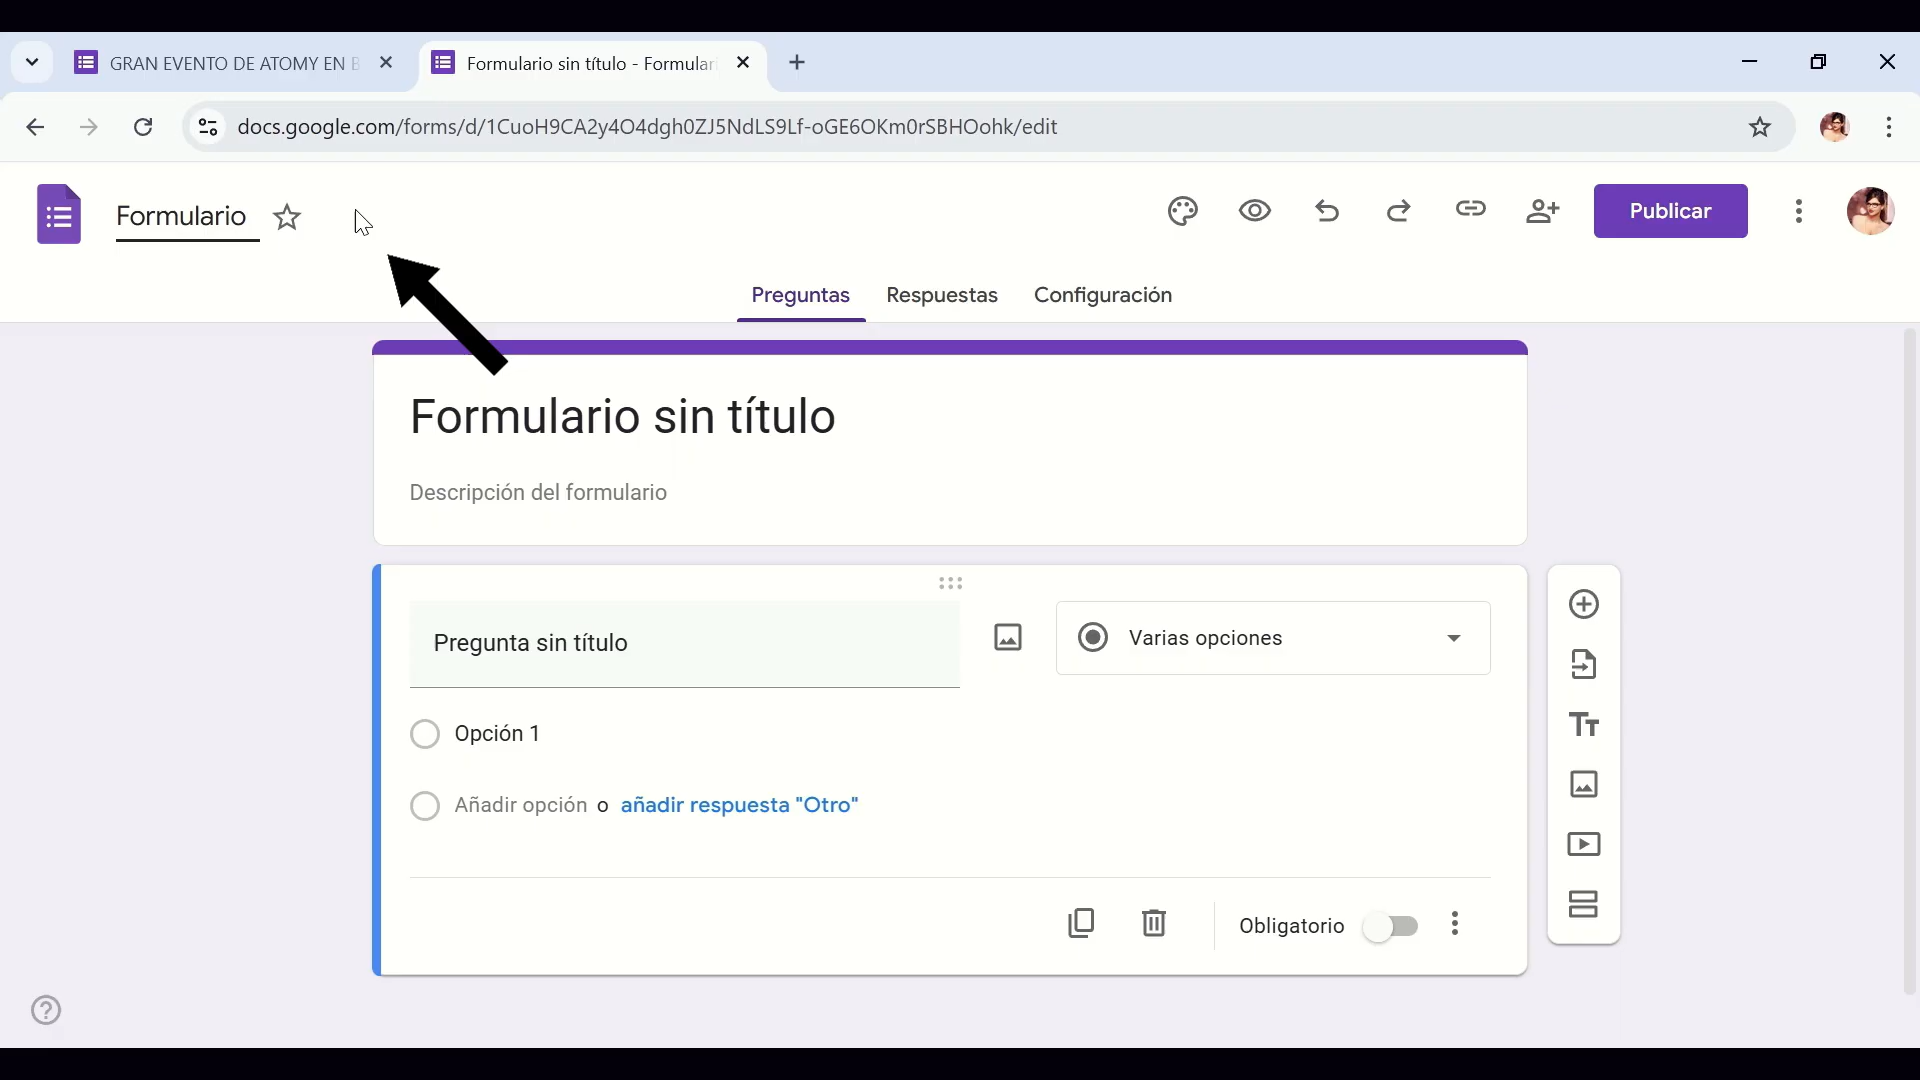 GRAN EVENTO DE ATOMY EN B
Formulario sin título - Formular
docs.google.com/forms/d/1CuoH9CA2y4O4dgh0ZJ5NdLS9Lf-oGE6OKm0rSBHOohk/edit
Formulario
Publicar
Preguntas Respuestas Configuración
Formulario sin título
Descripción del formulario
Pregunta sin título
Varias opciones
Opción 1
Añadir opción o añadir respuesta "Otro"
Obligatorio